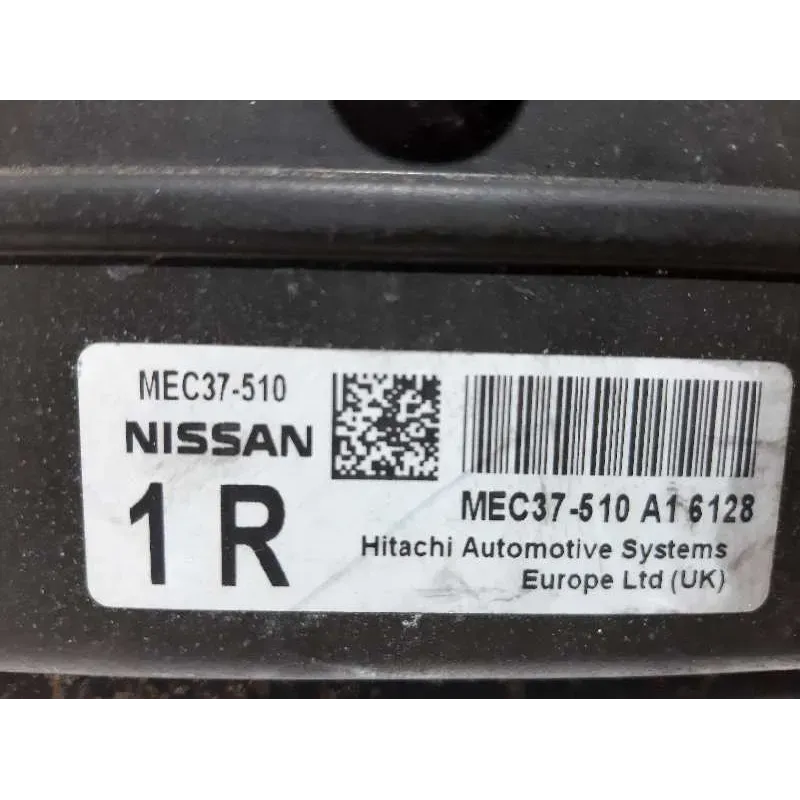 MEC37-510
NISSAN
1 R
MEC37-510 A1 6128
Hitachi Automotive Systems
Europe Ltd (UK)